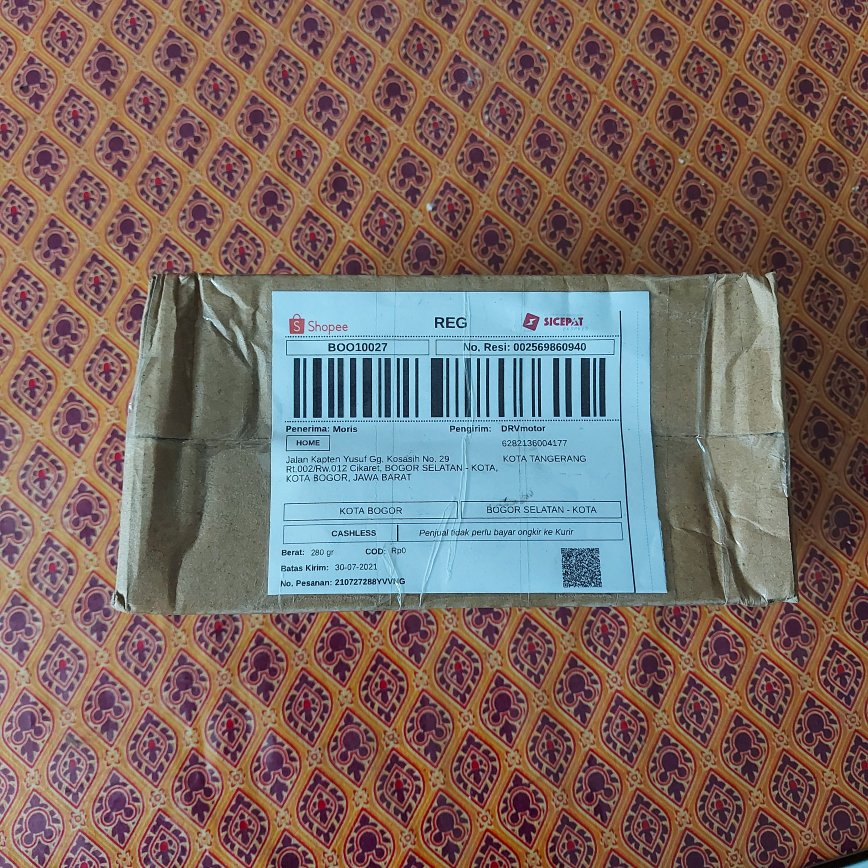 Shopee REG SICEPAT EKSPRES
BOO10027 No. Resi: 002569860940
Penerima: Moris Pengirim: DRVmotor
HOME 6282136004177
Jalan Kapten Yusuf Gg. Kosasih No. 29 KOTA TANGERANG
Rt.002/Rw.012 Cikaret, BOGOR SELATAN - KOTA,
KOTA BOGOR, JAWA BARAT
KOTA BOGOR BOGOR SELATAN - KOTA
CASHLESS Penjual tidak perlu bayar ongkir ke Kurir
Berat: 280 gr COD: Rp0
Batas Kirim: 30-07-2021
No. Pesanan: 210727288YVVNG